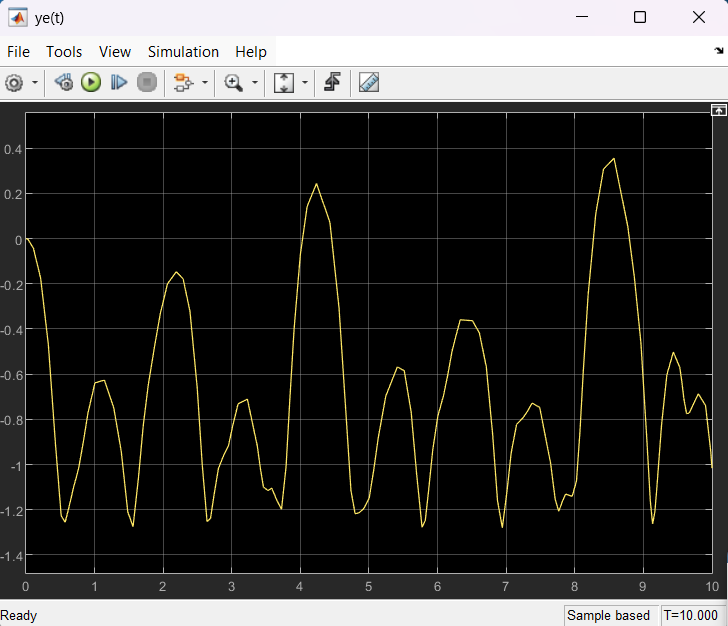 ye(t)
File Tools View Simulation Help
0.4
0.2
0
-0.2
-0.4
-0.6
-0.8
-1
-1.2
-1.4
0 1 2 3 4 5 6 7 8 9 10
Ready Sample based T=10.000